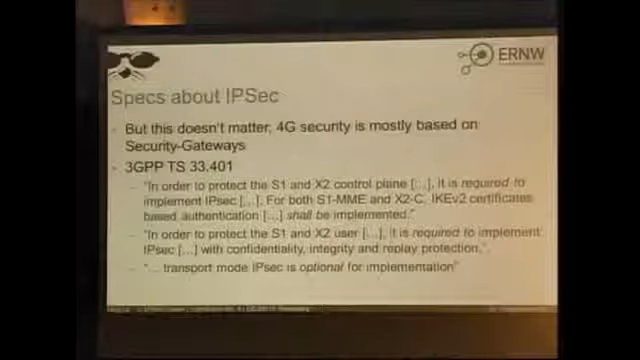 ERNW
Specs about IPSec
- But this doesn't matter, 4G security is mostly based on
Security-Gateways
- 3GPP TS 33.401
– "In order to protect the S1 and X2 control plane [...], it is required to
implement IPsec [...]. For both S1-MME and X2-C, IKEv2 certificates
based authentication [...] shall be implemented."
– "In order to protect the S1 and X2 user [...], it is required to implement
IPsec [...] with confidentiality, integrity and replay protection."
– "... transport mode IPsec is optional for implementation"